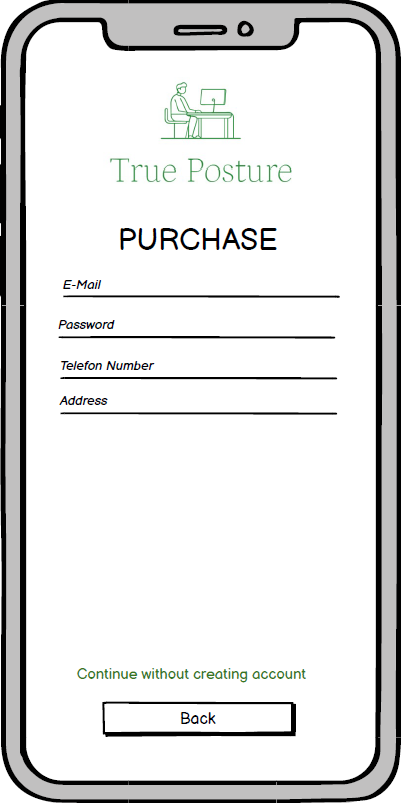 True Posture
PURCHASE
E-Mail
Password
Telefon Number
Address
Continue without creating account
Back